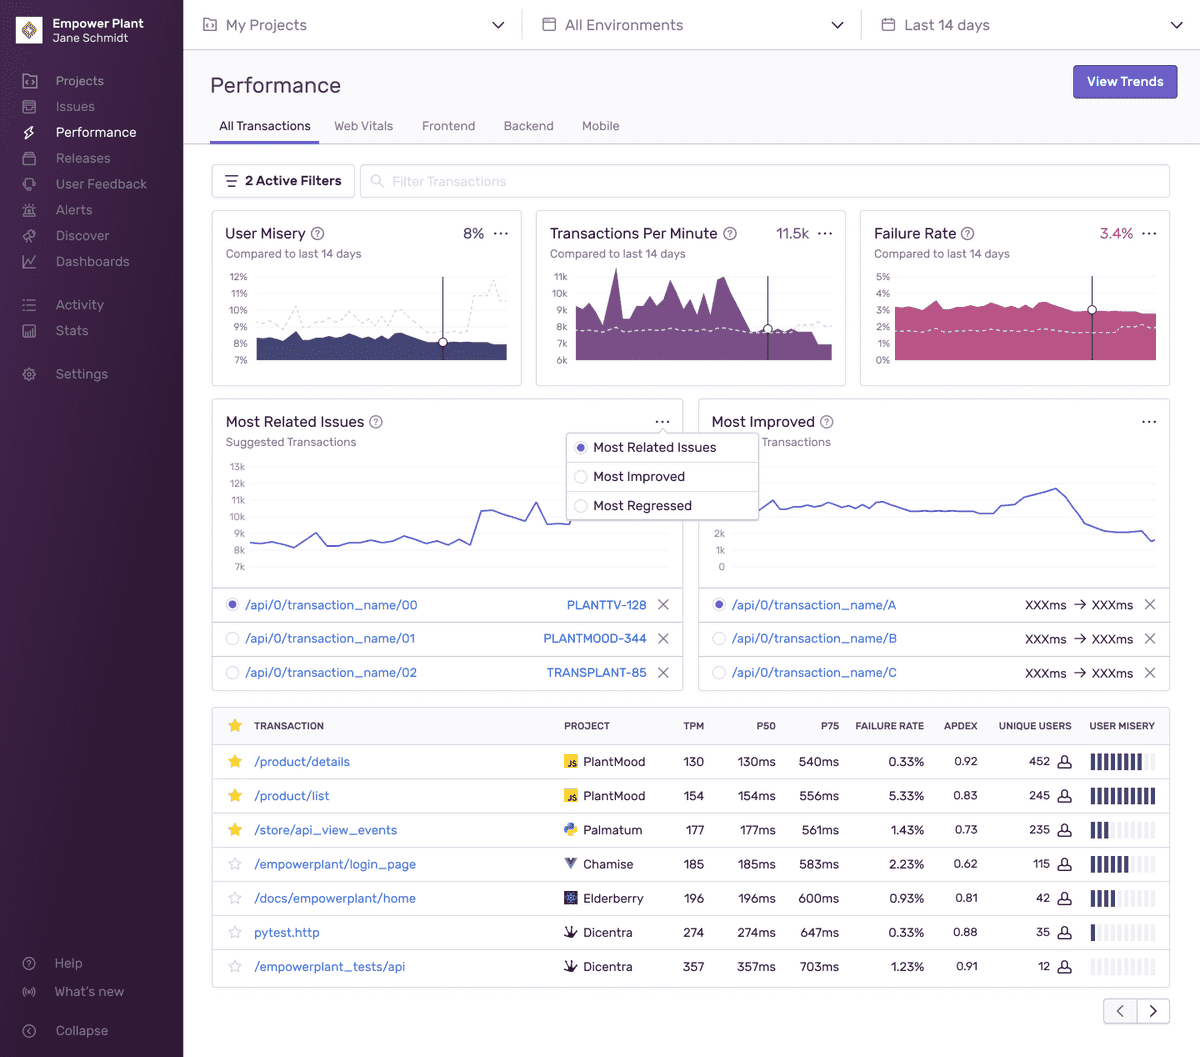 Empower Plant
Jane Schmidt
Projects
Issues
Performance
Releases
User Feedback
Alerts
Discover
Dashboards
Activity
Stats
Settings
Help
What's new
Collapse
My Projects
All Environments
Last 14 days
Performance
View Trends
All Transactions
Web Vitals
Frontend
Backend
Mobile
2 Active Filters
Filter Transactions
User Misery ?
8% ···
Compared to last 14 days
12%
11%
10%
9%
8%
7%
Transactions Per Minute ?
11.5k ···
Compared to last 14 days
11k
10k
9k
8k
7k
6k
Failure Rate ?
3.4% ···
Compared to last 14 days
5%
4%
3%
2%
1%
0%
Most Related Issues ?
···
Suggested Transactions
13k
12k
11k
10k
9k
8k
7k
Most Related Issues
Most Improved
Most Regressed
/api/0/transaction_name/00 PLANTTV-128
/api/0/transaction_name/01 PLANTMOOD-344
/api/0/transaction_name/02 TRANSPLANT-85
Most Improved ?
···
Transactions
2k
1k
0
/api/0/transaction_name/A XXXms → XXXms
/api/0/transaction_name/B XXXms → XXXms
/api/0/transaction_name/C XXXms → XXXms
TRANSACTION PROJECT TPM P50 P75 FAILURE RATE APDEX UNIQUE USERS USER MISERY
/product/details JS PlantMood 130 130ms 540ms 0.33% 0.92 452
/product/list JS PlantMood 154 154ms 556ms 5.33% 0.83 245
/store/api_view_events Palmatum 177 177ms 561ms 1.43% 0.73 235
/empowerplant/login_page Chamise 185 185ms 583ms 2.23% 0.62 115
/docs/empowerplant/home Elderberry 196 196ms 600ms 0.93% 0.81 42
pytest.http Dicentra 274 274ms 647ms 0.33% 0.88 35
/empowerplant_tests/api Dicentra 357 357ms 703ms 1.23% 0.91 12